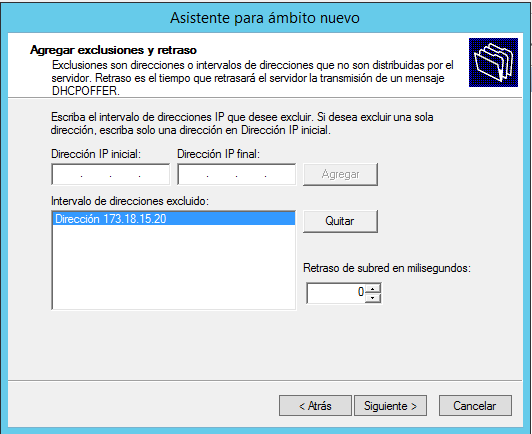 Asistente para ámbito nuevo
Agregar exclusiones y retraso
Exclusiones son direcciones o intervalos de direcciones que no son distribuidas por el
servidor. Retraso es el tiempo que retrasará el servidor la transmisión de un mensaje
DHCPOFFER.
Escriba el intervalo de direcciones IP que desee excluir. Si desea excluir una sola
dirección, escriba solo una dirección en Dirección IP inicial.
Dirección IP inicial: Dirección IP final:
Agregar
Intervalo de direcciones excluido:
Dirección 173.18.15.20
Quitar
Retraso de subred en milisegundos:
0
< Atrás Siguiente > Cancelar